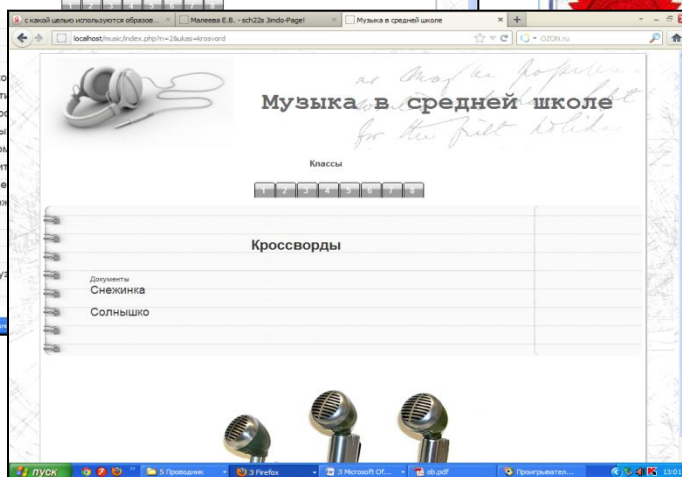 с какой целью используются образов...
Малеева Е.В. - sch22s Jimdo-Page!
Музыка в средней школе
localhost/music/index.php?n=2&ukas=krosvord
OZON.ru
Музыка в средней школе
Классы
1 2 3 4 5 6 7 8
Кроссворды
Документы
Снежинка
Солнышко
пуск
5 Проводник
3 Firefox
3 Microsoft Of...
ob.pdf
Проигрывател...
13:01